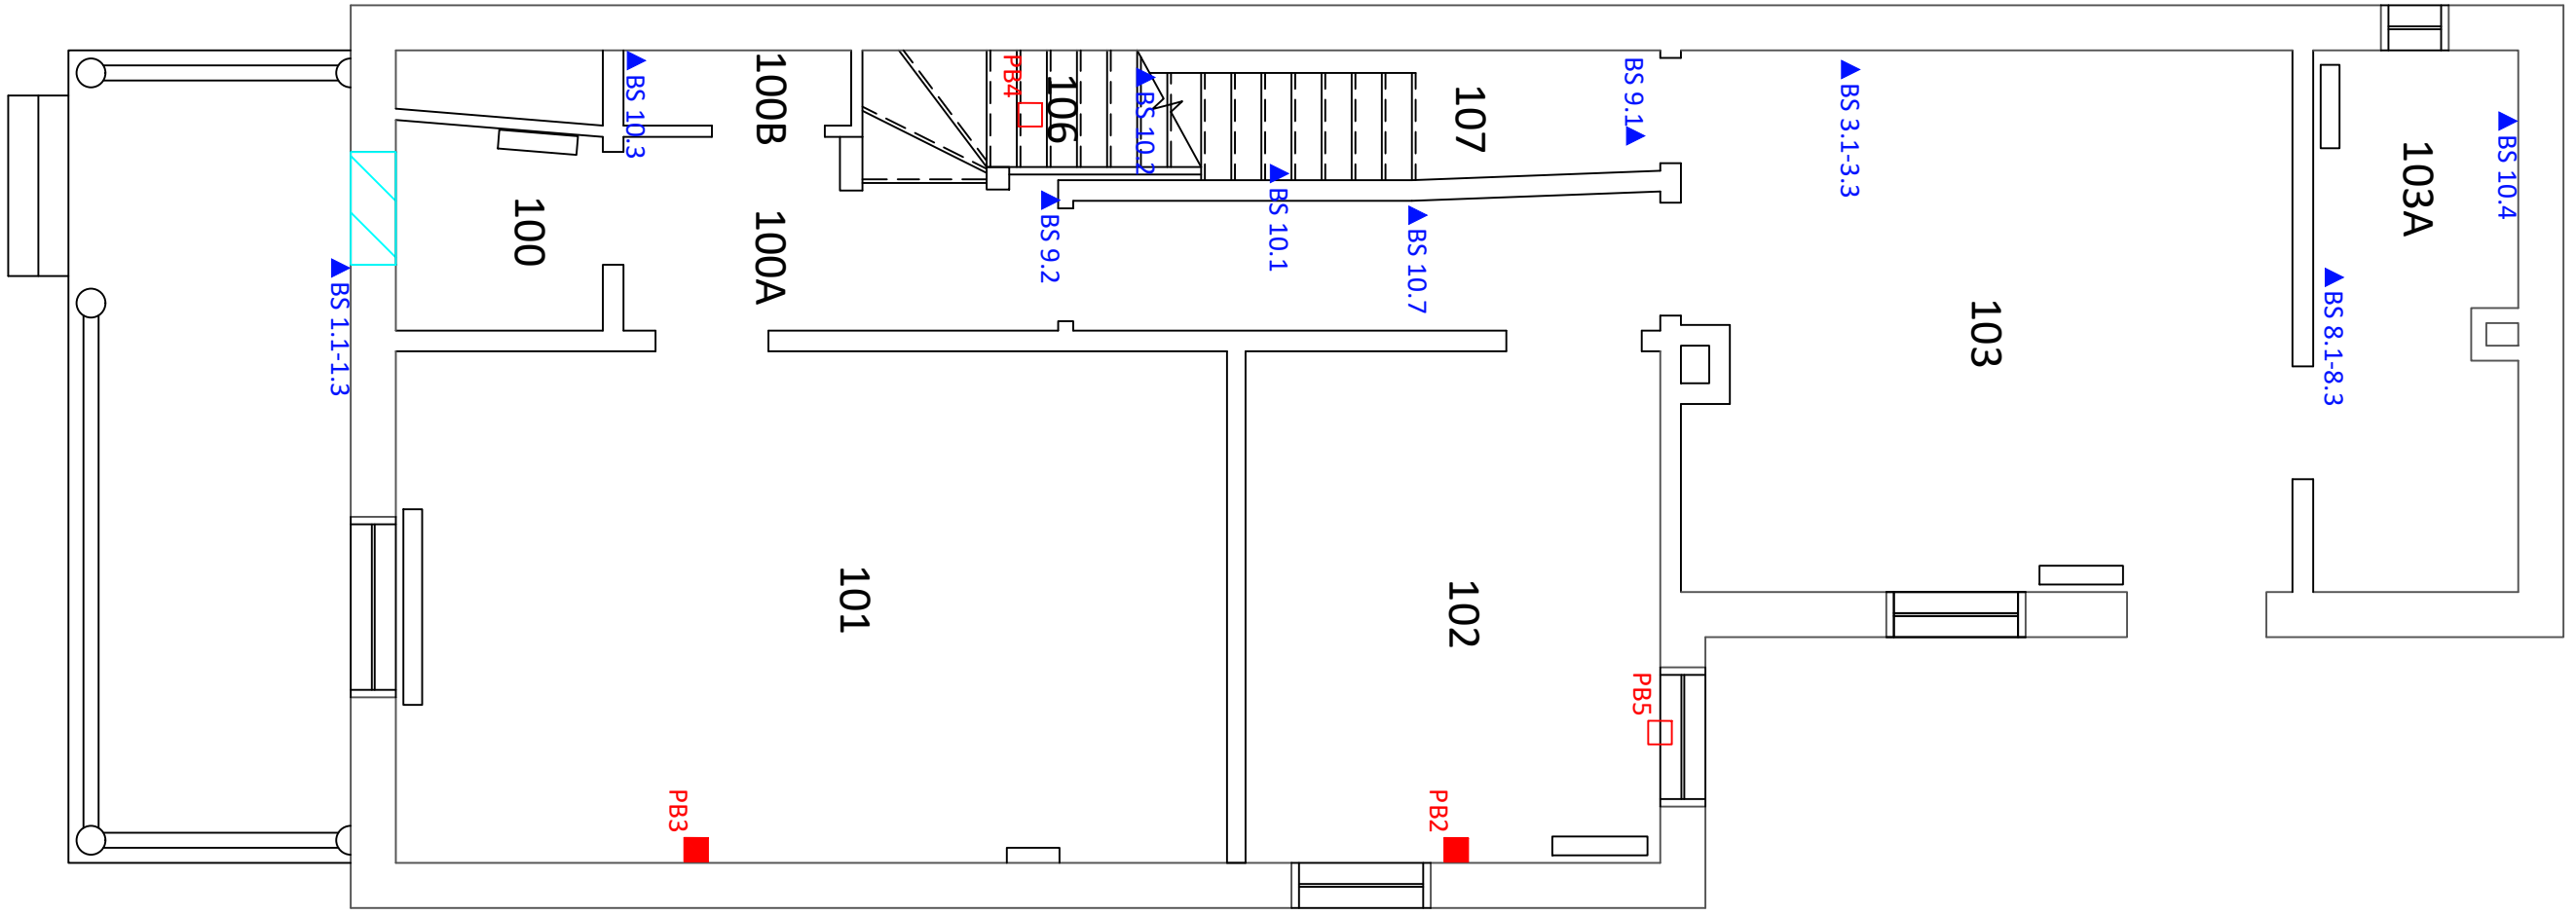 BS 10.3
100B
PB4
106
BS 10.2
107
BS 9.1
BS 3.1-3.3
103A
BS 10.4
100
100A
BS 9.2
BS 10.1
BS 10.7
BS 1.1-1.3
103
BS 8.1-8.3
101
102
PB5
PB3
PB2